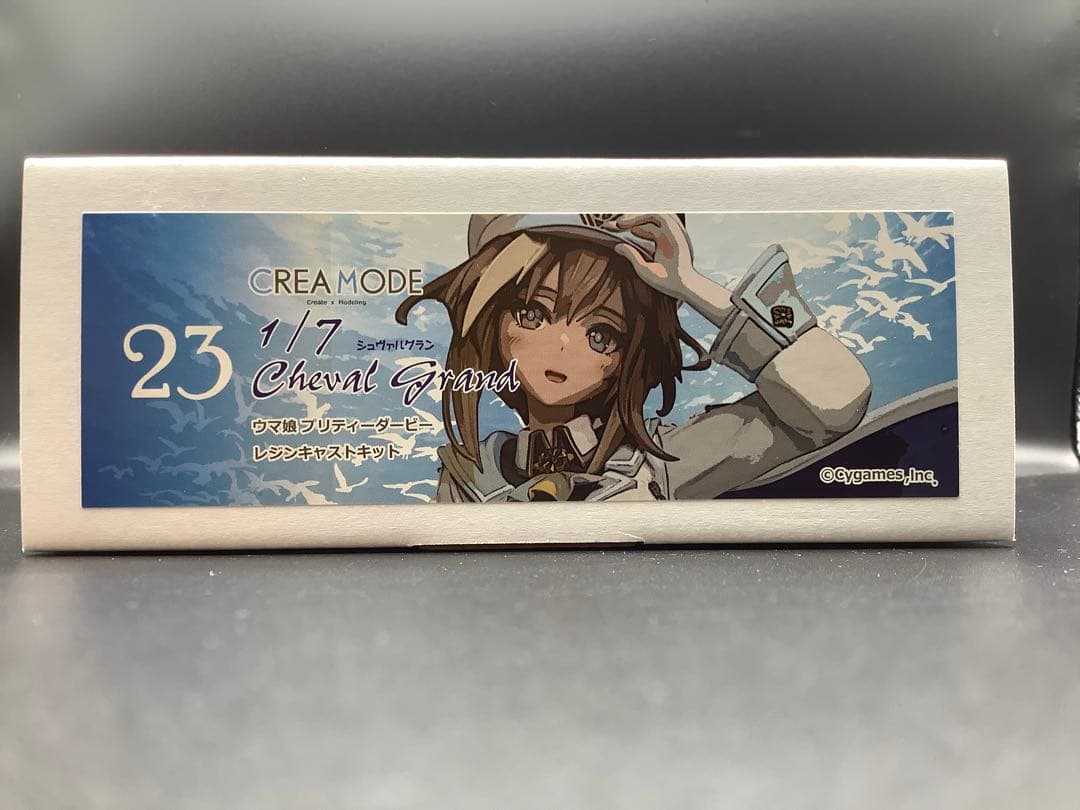 CREA MODE
Create x Modeling
23
1/7
シュヴァルグラン
Cheval Grand
ウマ娘 プリティーダービー
レジンキャストキット
©Cygames,Inc.